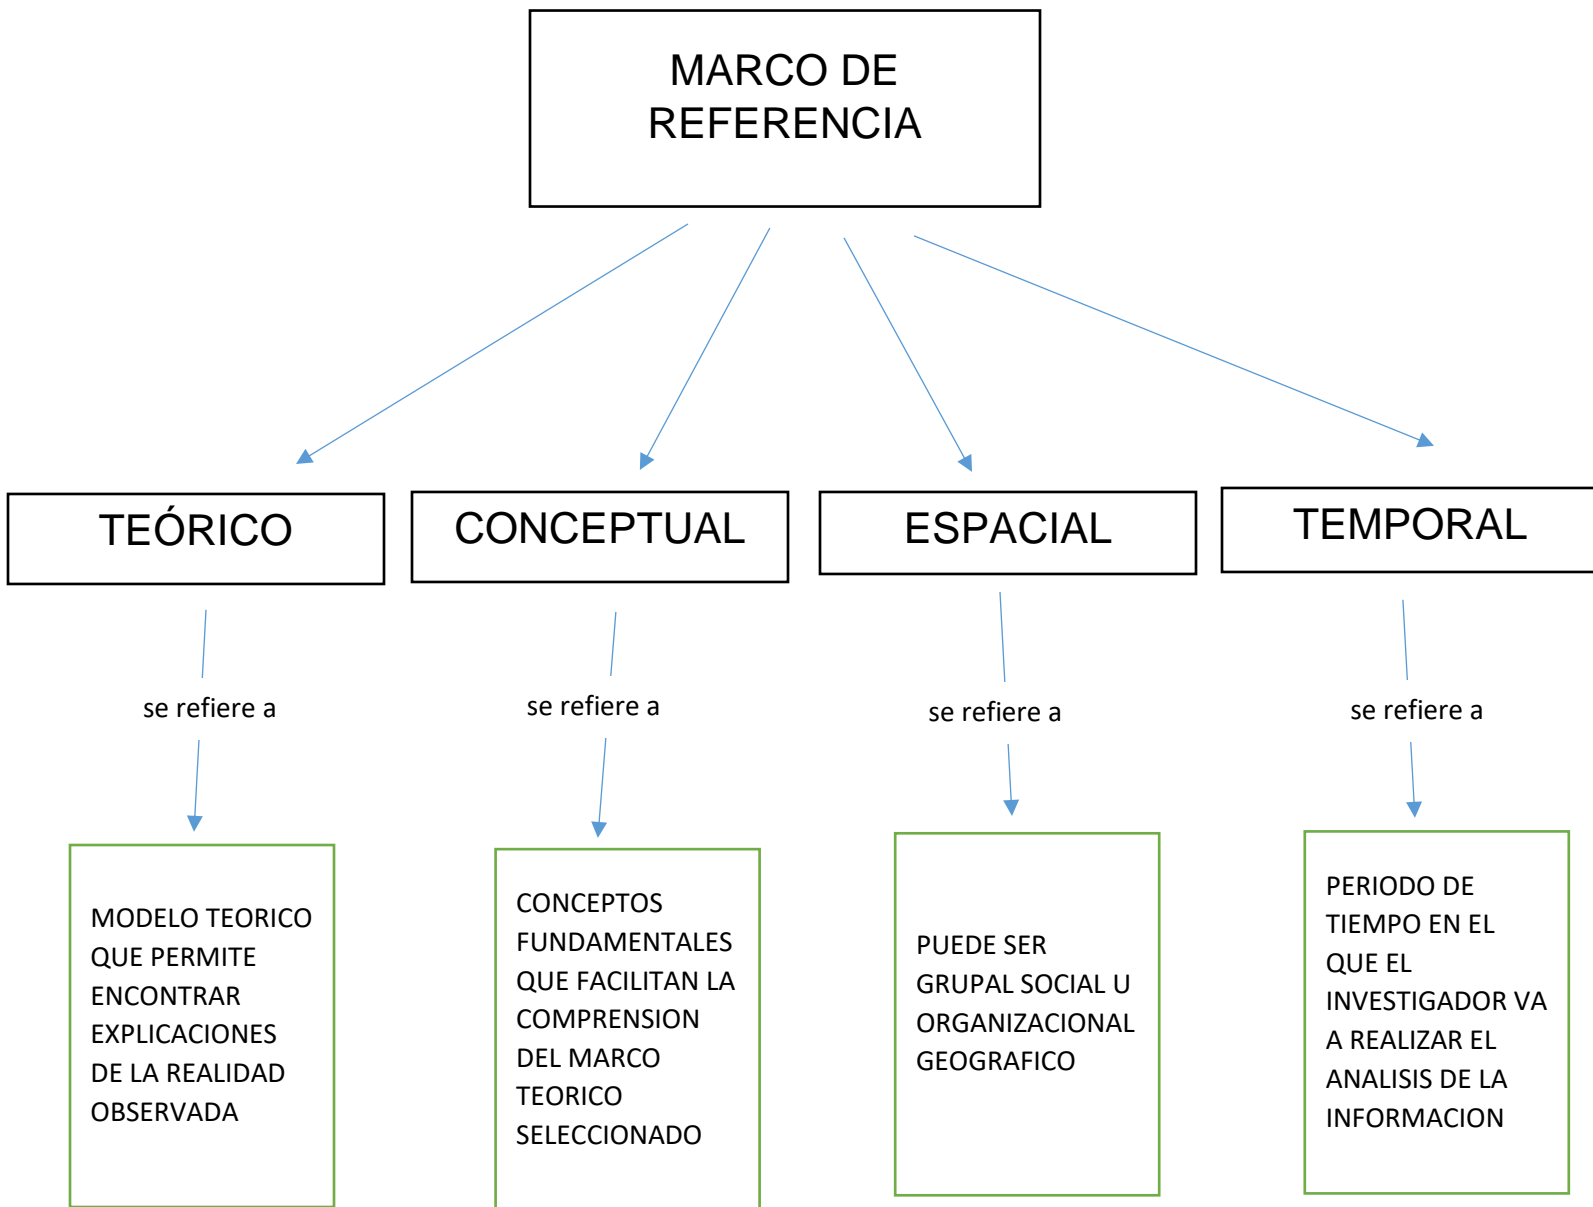 MARCO DE
REFERENCIA
TEÓRICO
CONCEPTUAL
ESPACIAL
TEMPORAL
se refiere a
se refiere a
se refiere a
se refiere a
MODELO TEORICO
QUE PERMITE
ENCONTRAR
EXPLICACIONES
DE LA REALIDAD
OBSERVADA
CONCEPTOS
FUNDAMENTALES
QUE FACILITAN LA
COMPRENSION
DEL MARCO
TEORICO
SELECCIONADO
PUEDE SER
GRUPAL SOCIAL U
ORGANIZACIONAL
GEOGRAFICO
PERIODO DE
TIEMPO EN EL
QUE EL
INVESTIGADOR VA
A REALIZAR EL
ANALISIS DE LA
INFORMACION